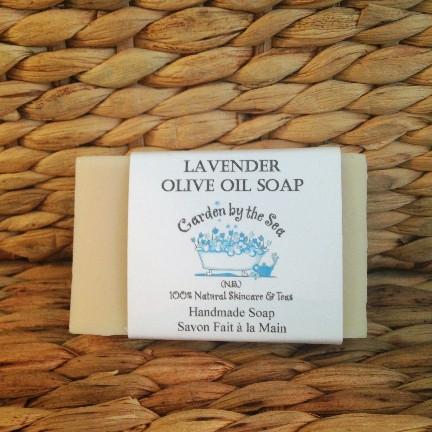 LAVENDER
OLIVE OIL SOAP
Garden by the Sea
(N.B.)
100% Natural Skincare & Teas
Handmade Soap
Savon Fait à la Main